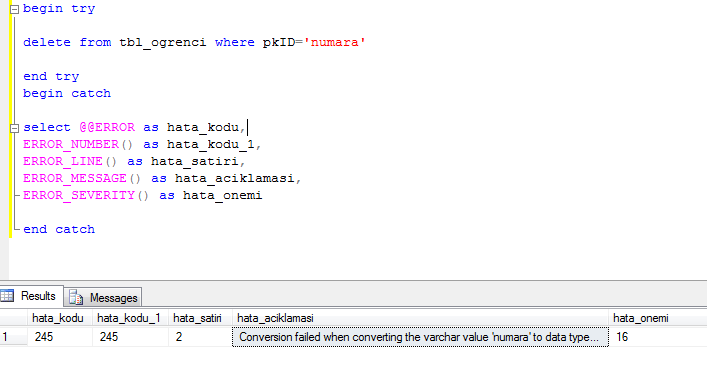 begin try
delete from tbl_ogrenci where pkID='numara'
end try
begin catch
select @@ERROR as hata_kodu,
ERROR_NUMBER() as hata_kodu_1,
ERROR_LINE() as hata_satiri,
ERROR_MESSAGE() as hata_aciklamasi,
ERROR_SEVERITY() as hata_onemi
end catch
Results Messages
hata_kodu hata_kodu_1 hata_satiri hata_aciklamasi hata_onemi
1 245 245 2 Conversion failed when converting the varchar value 'numara' to data type... 16